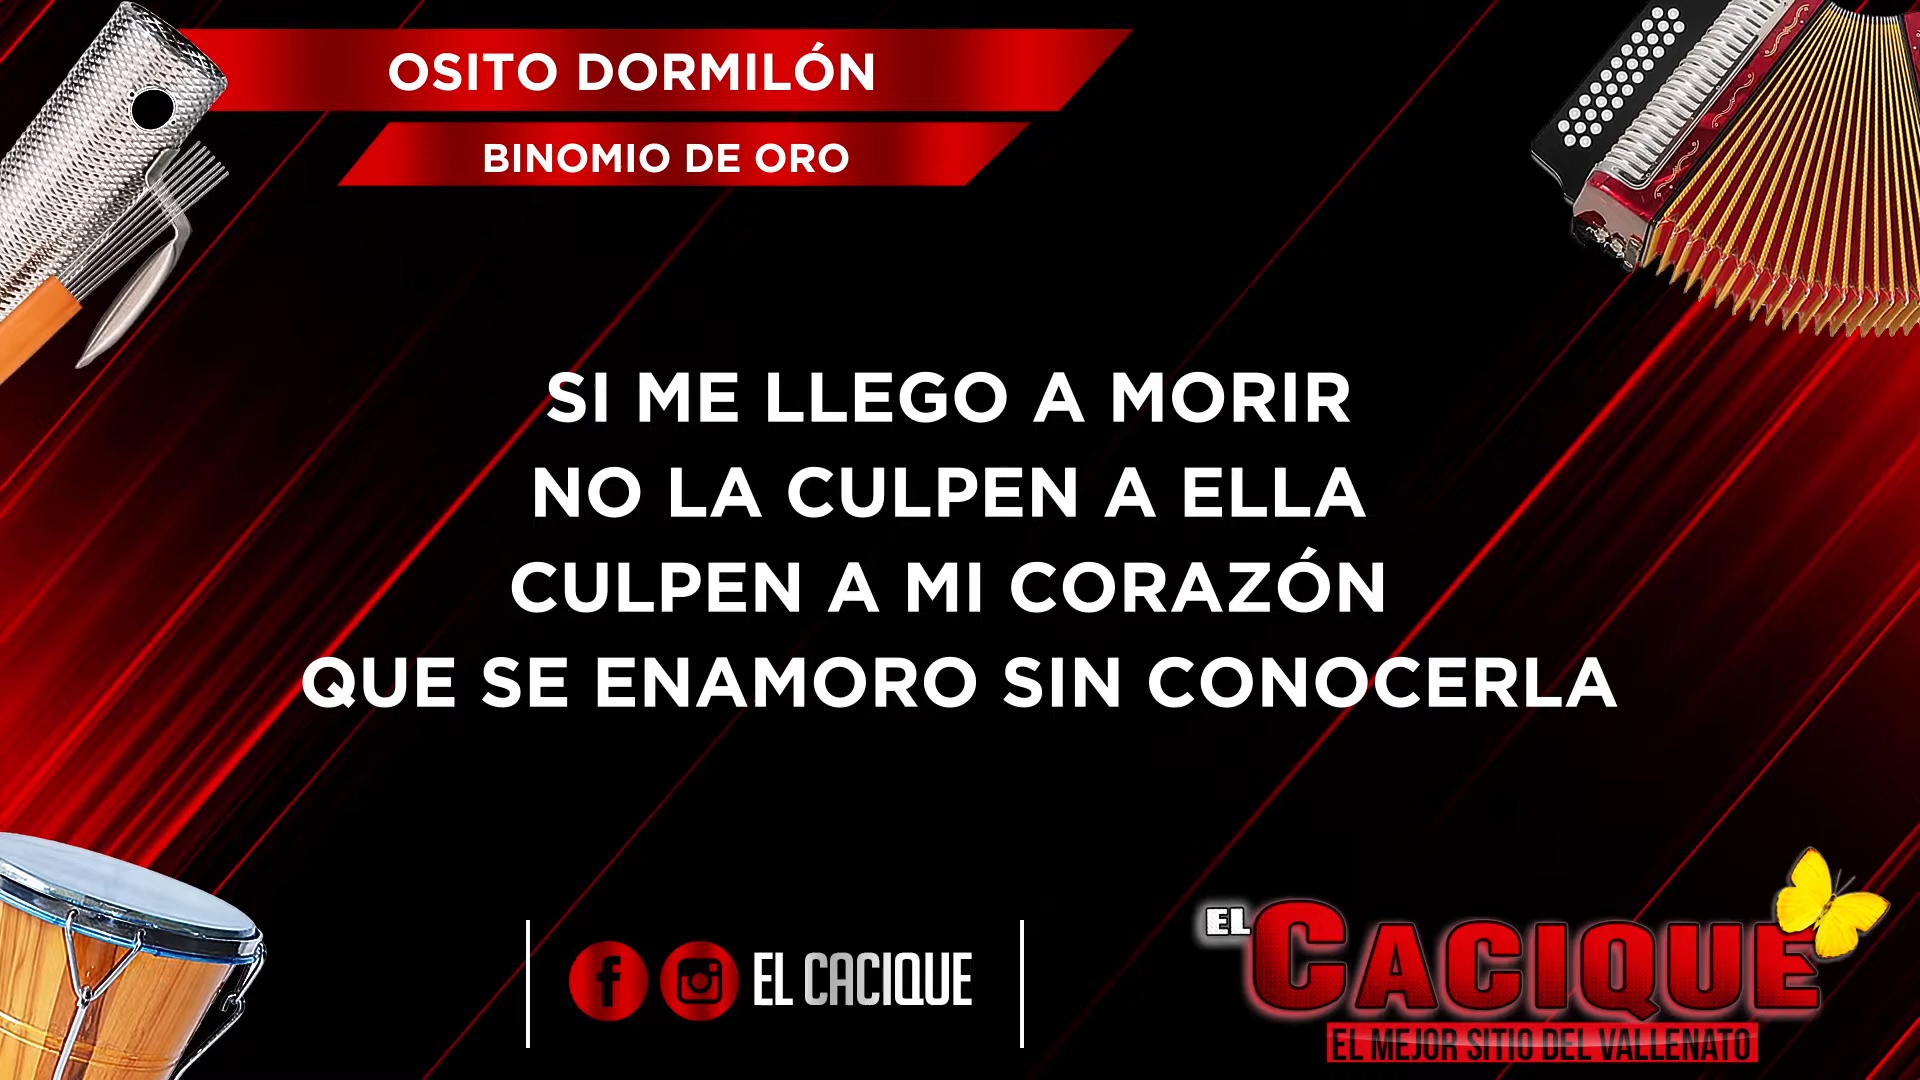 OSITO DORMILÓN
BINOMIO DE ORO
SI ME LLEGO A MORIR
NO LA CULPEN A ELLA
CULPEN A MI CORAZÓN
QUE SE ENAMORO SIN CONOCERLA
EL CACIQUE
EL CACIQUE
EL MEJOR SITIO DEL VALLENATO